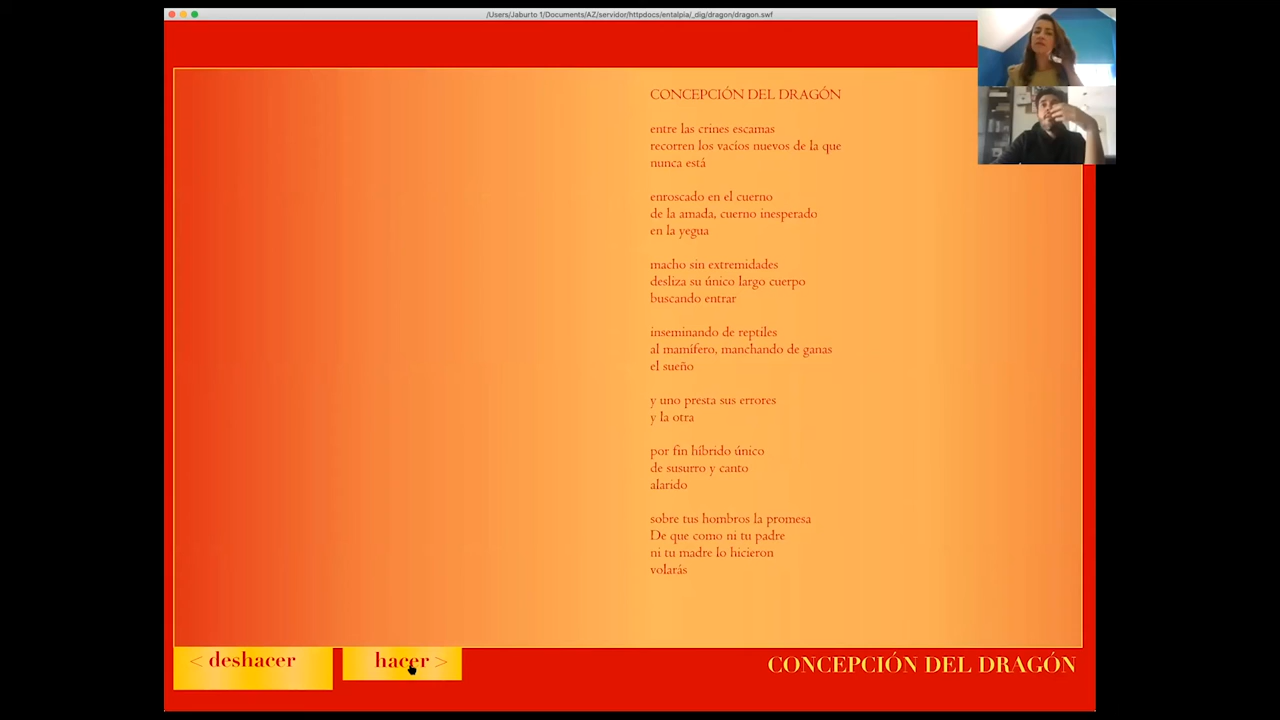 /Users/Jaburto 1/Documents/AZ/servidor/httpdocs/entalpia/_dig/dragon/dragon.swf
CONCEPCIÓN DEL DRAGÓN
entre las crines escamas
recorren los vacíos nuevos de la que
nunca está
enroscado en el cuerno
de la amada, cuerno inesperado
en la yegua
macho sin extremidades
desliza su único largo cuerpo
buscando entrar
inseminando de reptiles
al mamífero, manchando de ganas
el sueño
y uno presta sus errores
y la otra
por fin híbrido único
de susurro y canto
alarido
sobre tus hombros la promesa
De que como ni tu padre
ni tu madre lo hicieron
volarás
< deshacer
hacer >
CONCEPCIÓN DEL DRAGÓN